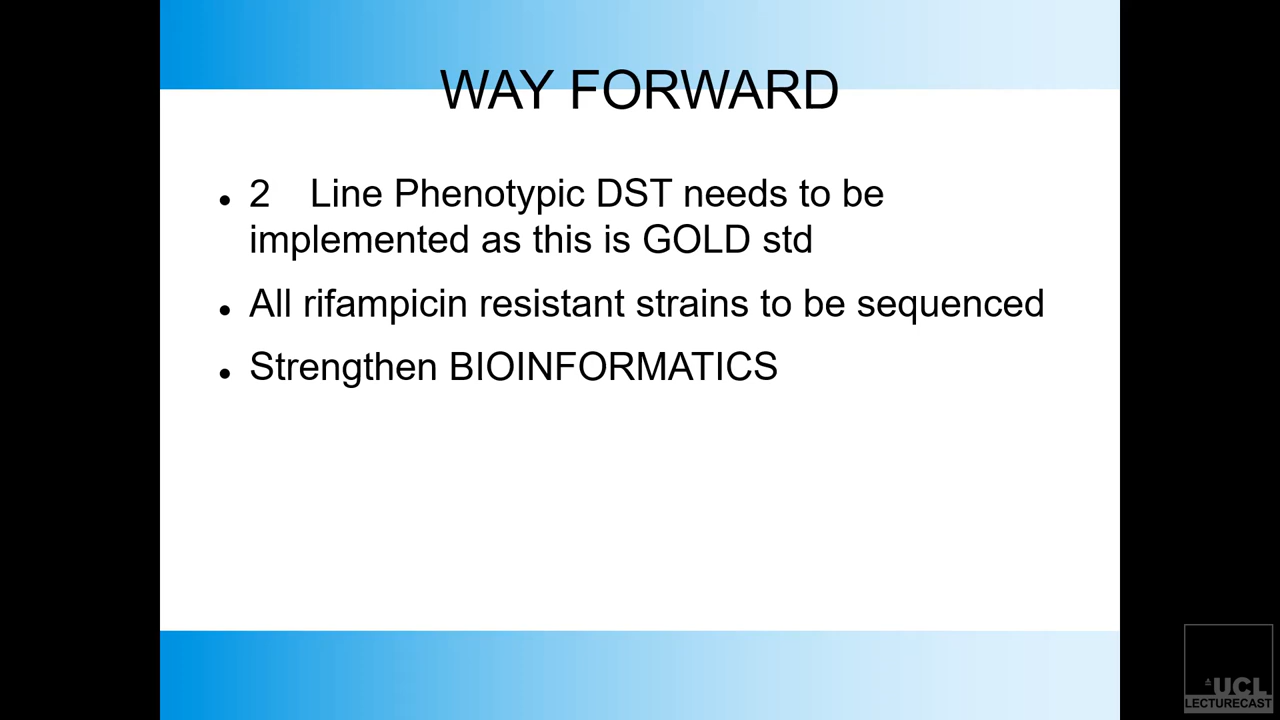 WAY FORWARD
• 2 Line Phenotypic DST needs to be
implemented as this is GOLD std
• All rifampicin resistant strains to be sequenced
• Strengthen BIOINFORMATICS
UCL
LECTURECAST